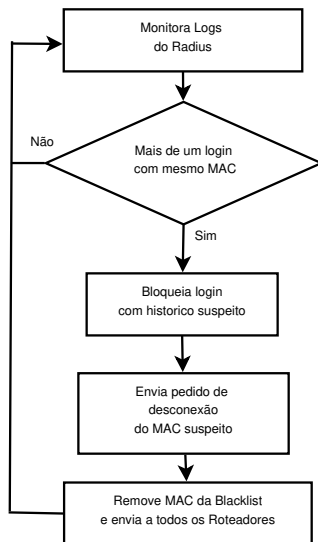 Monitora Logs
do Radius
Não
Mais de um login
com mesmo MAC
Sim
Bloqueia login
com historico suspeito
Envia pedido de
desconexão
do MAC suspeito
Remove MAC da Blacklist
e envia a todos os Roteadores